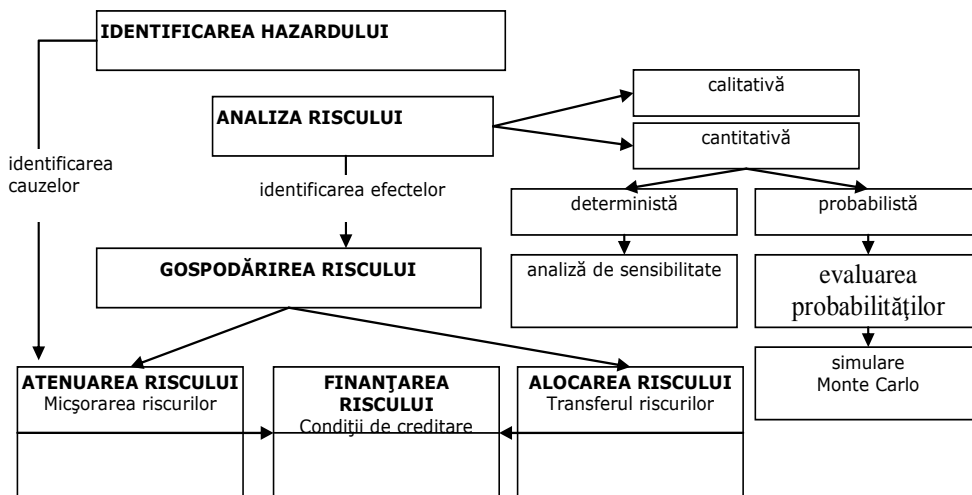 IDENTIFICAREA HAZARDULUI
calitativă
ANALIZA RISCULUI
cantitativă
identificarea
cauzelor
identificarea efectelor
deterministă
probabilistă
GOSPODĂRIREA RISCULUI
analiză de sensibilitate
evaluarea
probabilităţilor
simulare
Monte Carlo
ATENUAREA RISCULUI
Micşorarea riscurilor
FINANŢAREA
RISCULUI
Condiţii de creditare
ALOCAREA RISCULUI
Transferul riscurilor